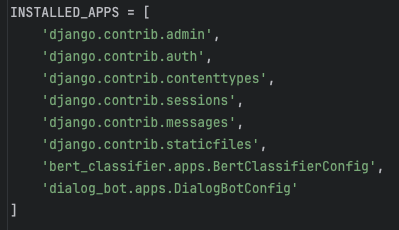 INSTALLED_APPS = [
    'django.contrib.admin',
    'django.contrib.auth',
    'django.contrib.contenttypes',
    'django.contrib.sessions',
    'django.contrib.messages',
    'django.contrib.staticfiles',
    'bert_classifier.apps.BertClassifierConfig',
    'dialog_bot.apps.DialogBotConfig'
]